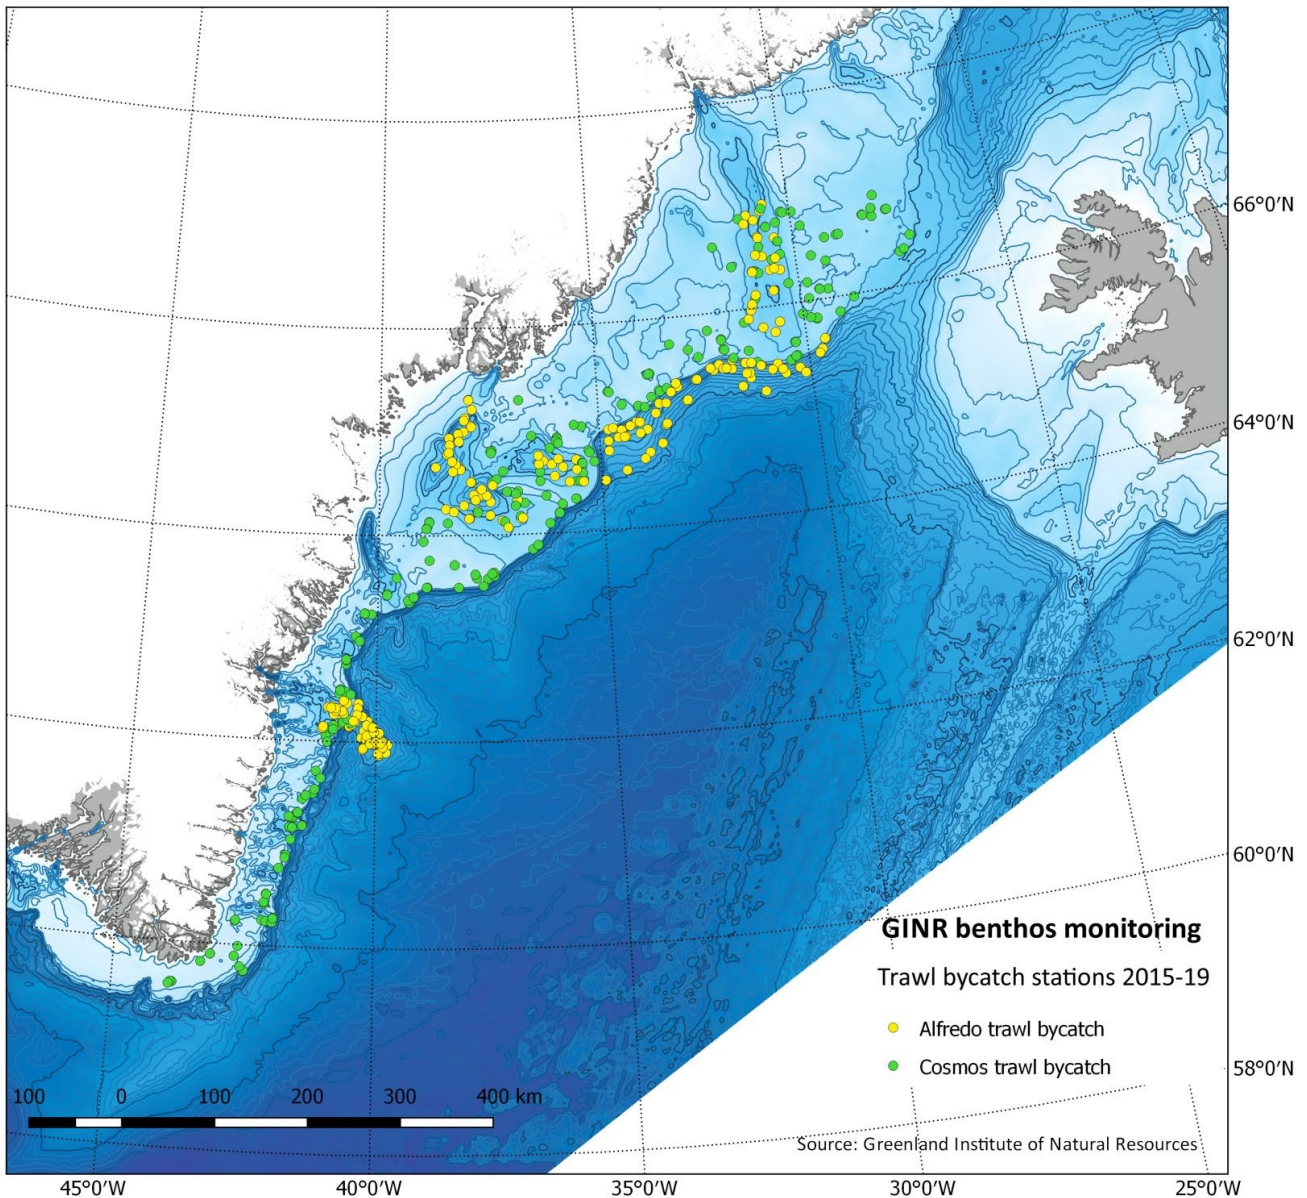 66°0′N
64°0′N
62°0′N
60°0′N
GINR benthos monitoring
Trawl bycatch stations 2015-19
Alfredo trawl bycatch
Cosmos trawl bycatch
58°0′N
100 0 100 200 300 400 km
Source: Greenland Institute of Natural Resources
45°0′W 40°0′W 35°0′W 30°0′W 25°0′W